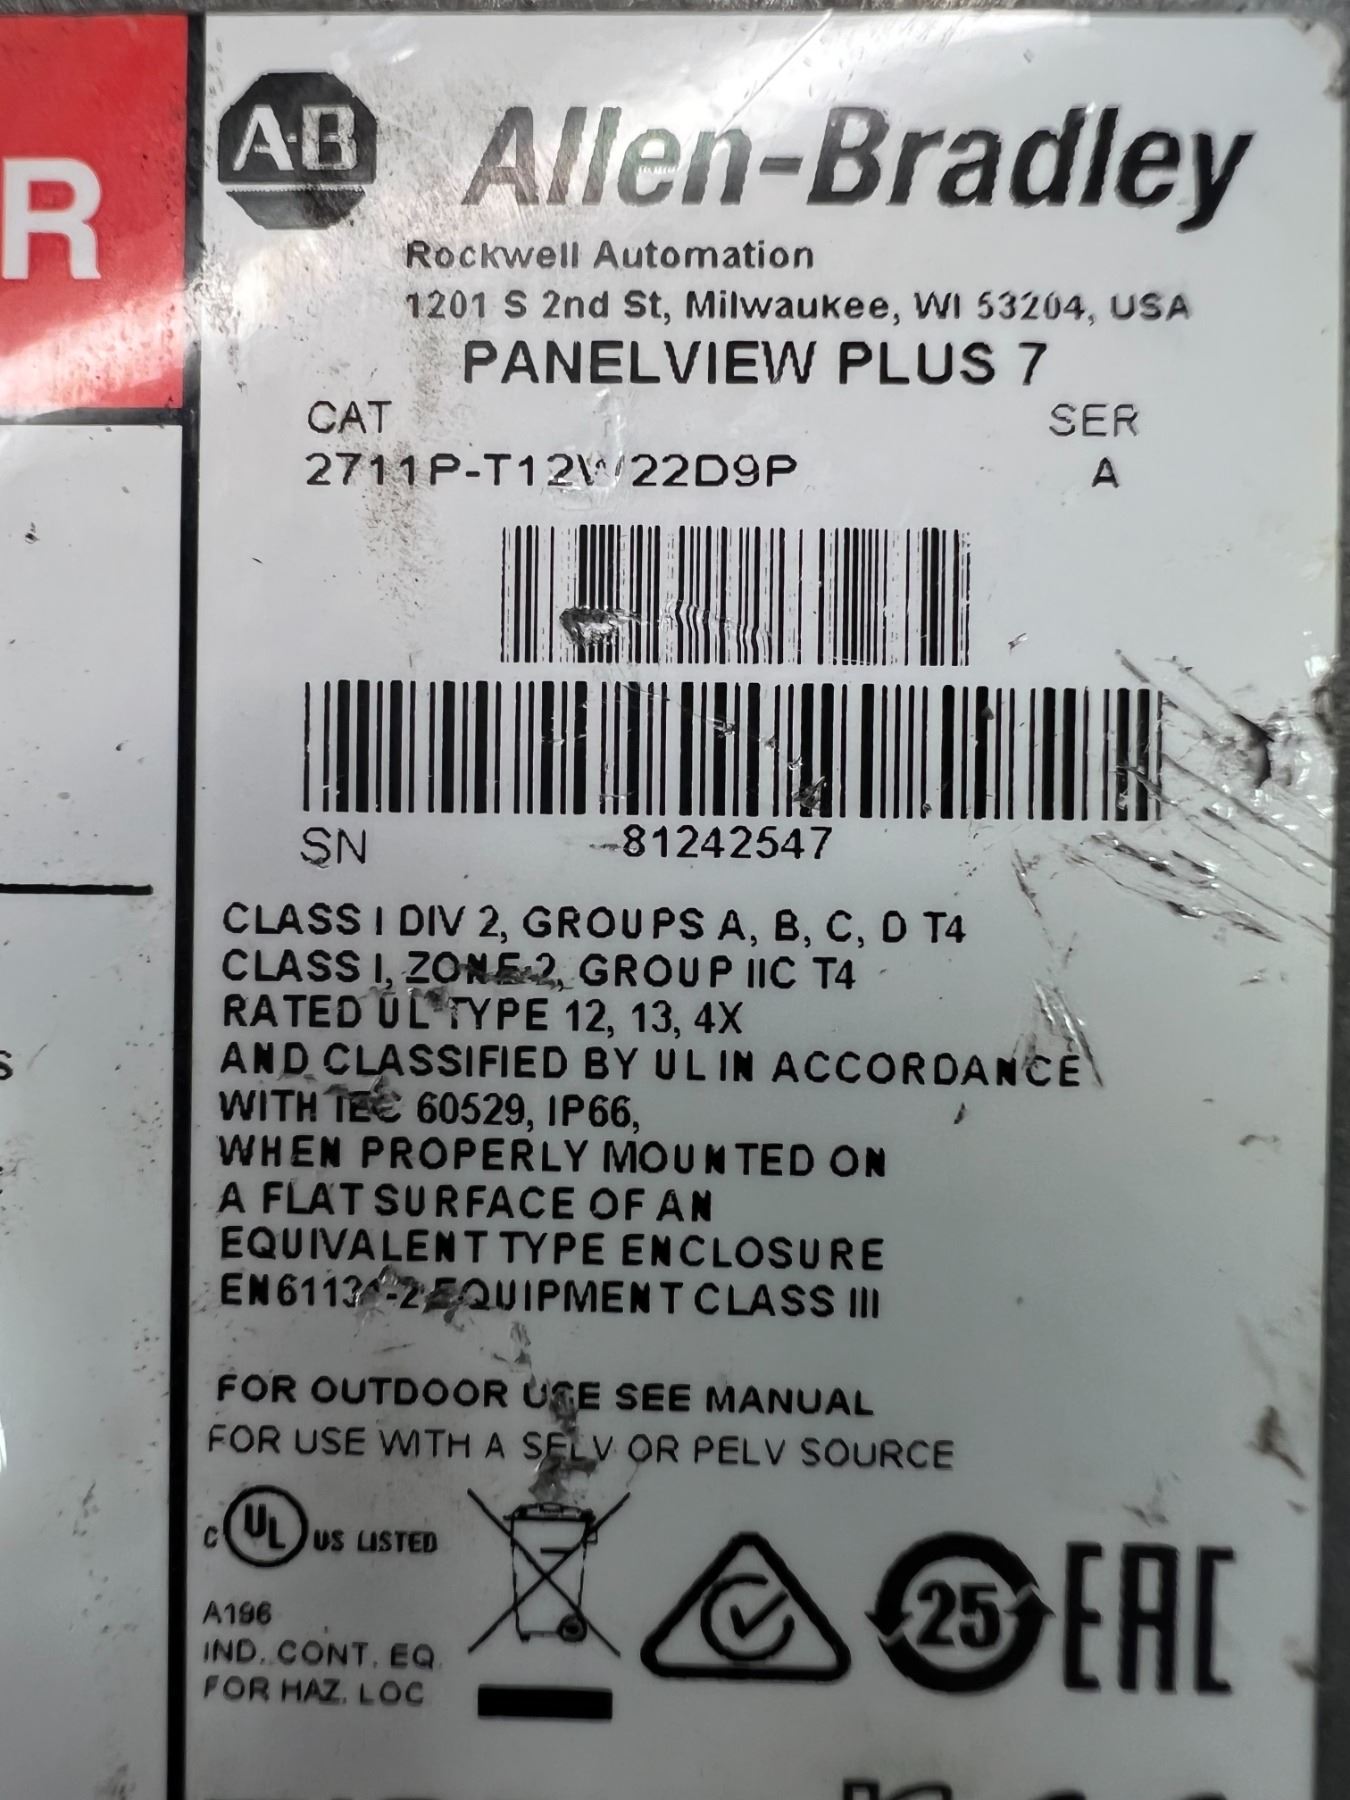 R
A-B Allen-Bradley
Rockwell Automation
1201 S 2nd St, Milwaukee, WI 53204, USA
PANELVIEW PLUS 7
CAT SER
2711P-T12W22D9P A
SN 81242547
CLASS I DIV 2, GROUPS A, B, C, D T4
CLASS I, ZONE 2, GROUP IIC T4
RATED UL TYPE 12, 13, 4X
AND CLASSIFIED BY UL IN ACCORDANCE
WITH IEC 60529, IP66,
WHEN PROPERLY MOUNTED ON
A FLAT SURFACE OF AN
EQUIVALENT TYPE ENCLOSURE
EN61131-2 EQUIPMENT CLASS III
FOR OUTDOOR USE SEE MANUAL
FOR USE WITH A SELV OR PELV SOURCE
C UL US LISTED
25
EAC
A196
IND. CONT. EQ.
FOR HAZ. LOC
S